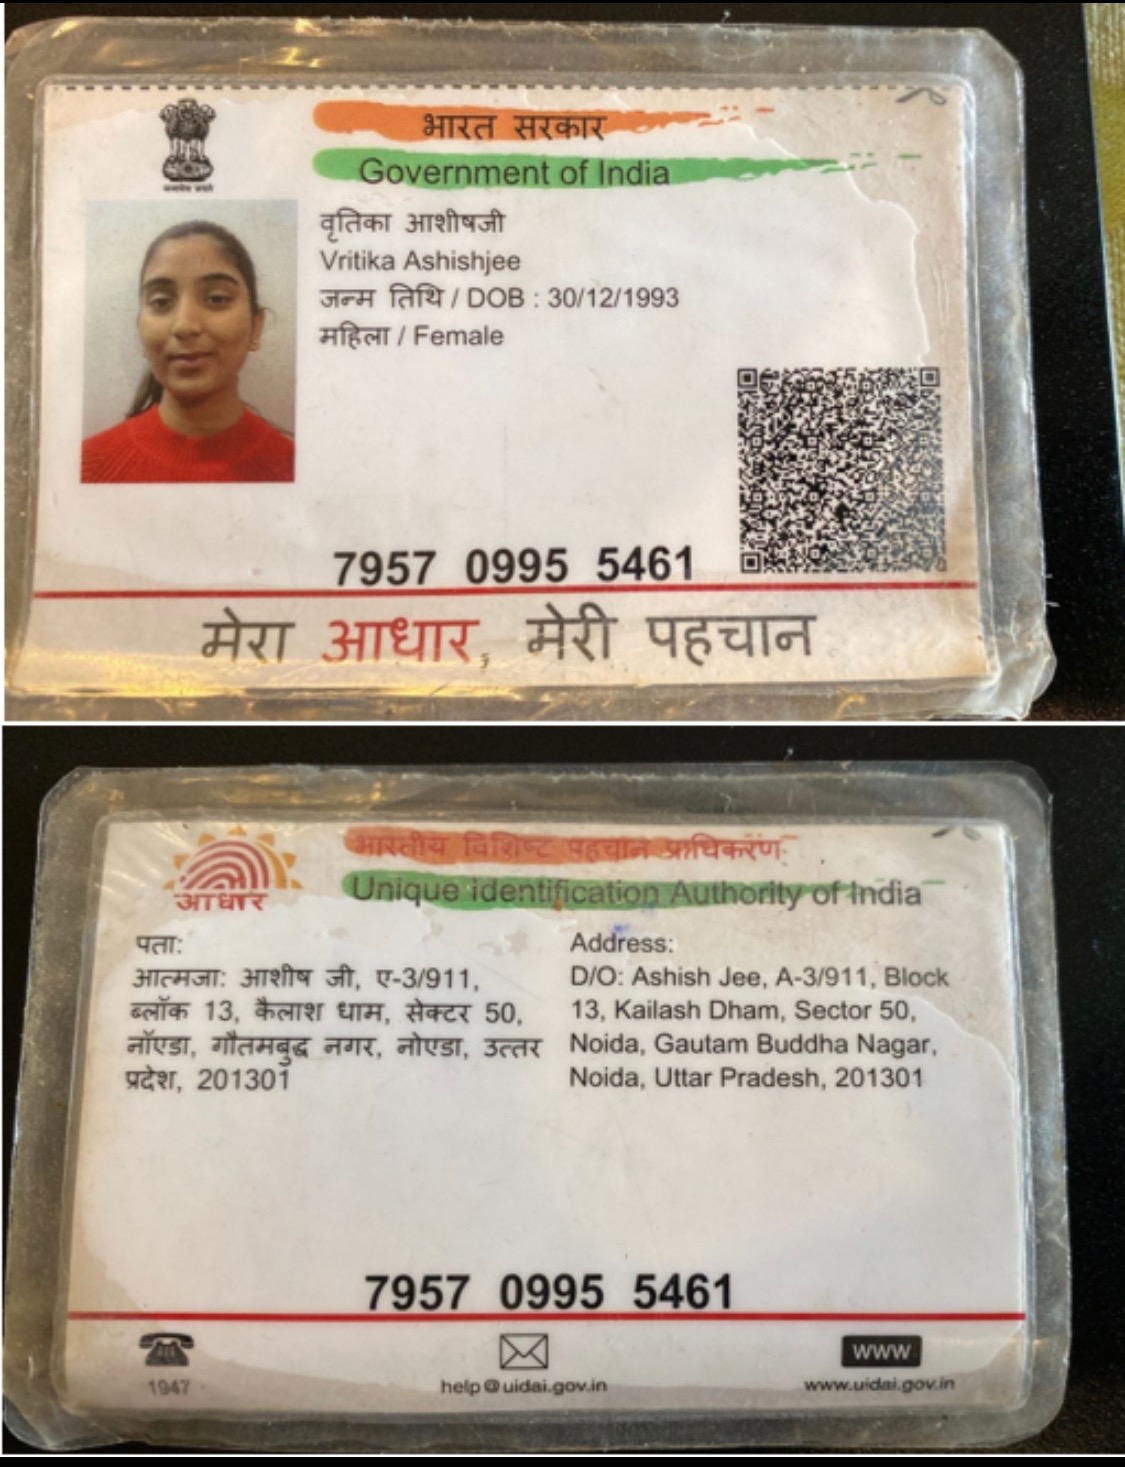 भारत सरकार
Government of India
वृतिका आशीषजी
Vritika Ashishjee
जन्म तिथि / DOB : 30/12/1993
महिला / Female
7957 0995 5461
मेरा आधार, मेरी पहचान
भारतीय विशिष्ट पहचान प्राधिकरण
Unique identification Authority of India
आधार
पता:
आत्मजा: आशीष जी, ए-3/911,
ब्लॉक 13, कैलाश धाम, सेक्टर 50,
नॉएडा, गौतमबुद्ध नगर, नोएडा, उत्तर
प्रदेश, 201301
Address:
D/O: Ashish Jee, A-3/911, Block
13, Kailash Dham, Sector 50,
Noida, Gautam Buddha Nagar,
Noida, Uttar Pradesh, 201301
7957 0995 5461
1947
help@uidai.gov.in
www
www.uidai.gov.in